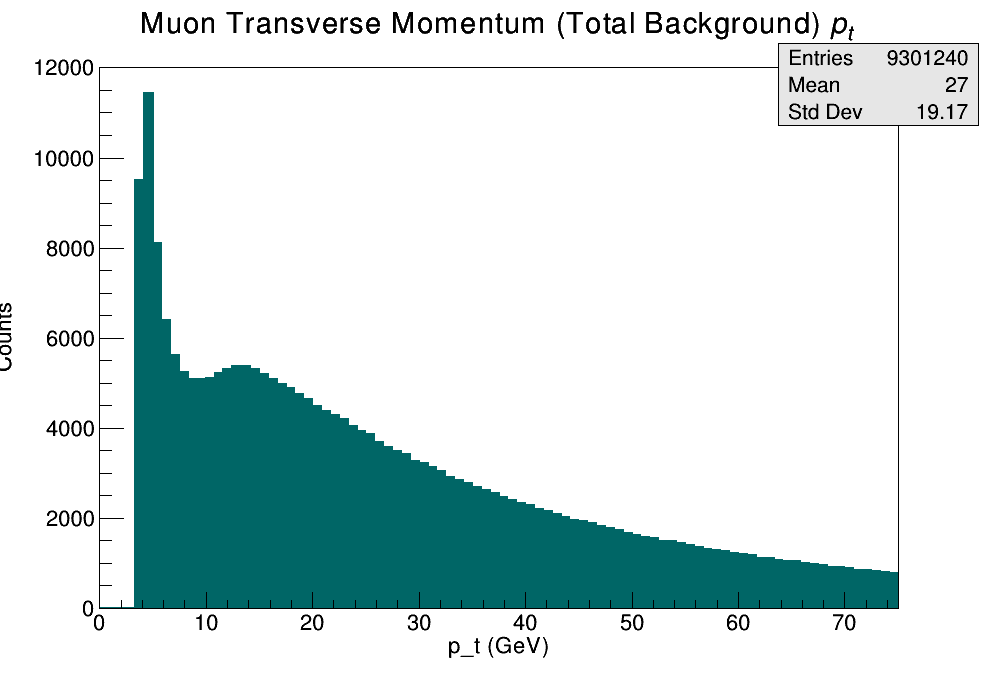 Muon Transverse Momentum (Total Background) p_t
Entries 9301240
Mean 27
Std Dev 19.17
12000
10000
8000
6000
4000
2000
0
Counts
0 10 20 30 40 50 60 70
p_t (GeV)